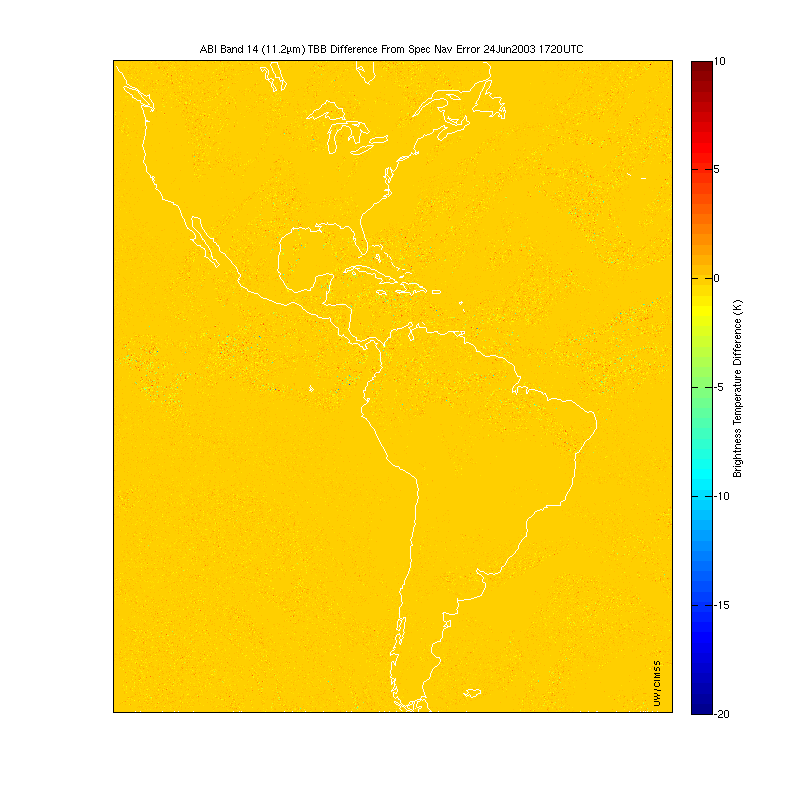 ABI Band 14 (11.2µm) TBB Difference From Spec Nav Error 24Jun2003 1720UTC
10
5
0
-5
-10
-15
-20
Brightness Temperature Difference (K)
UW/CIMSS